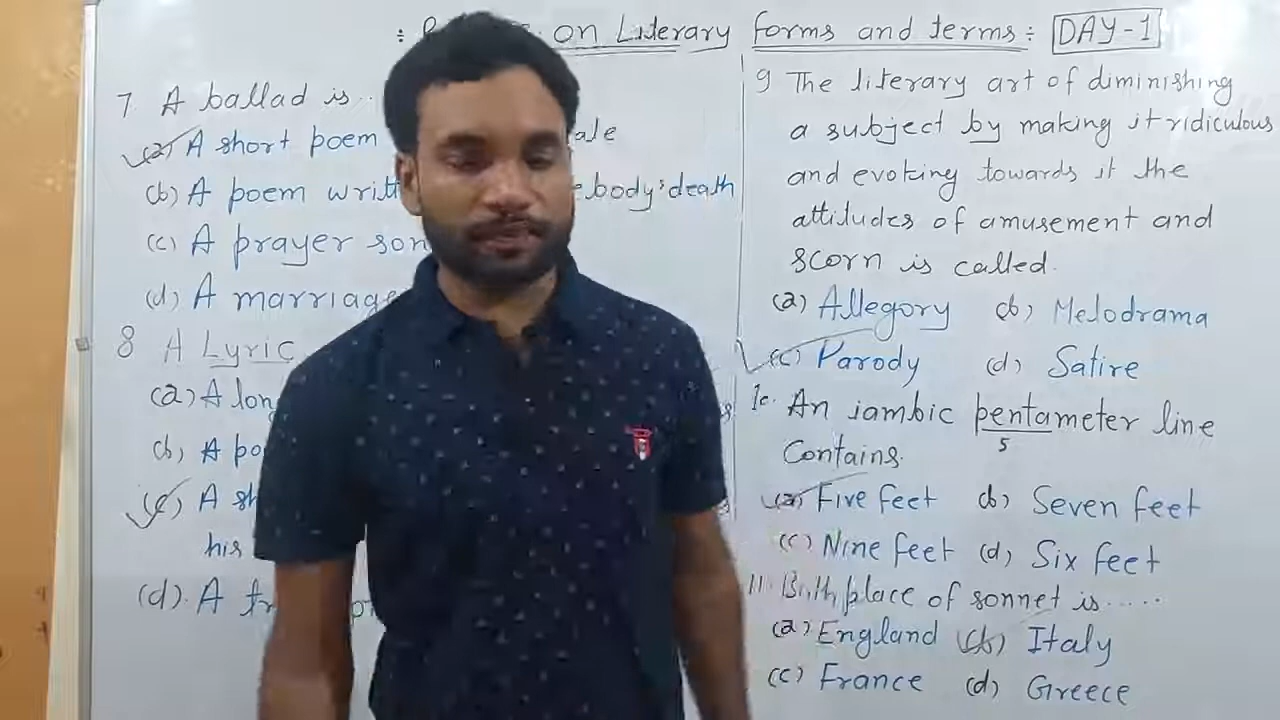 : on Literary forms and terms : DAY-1
7. A ballad is ..
(a) A short poem ale
(b) A poem writt ebody's death
(c) A prayer son
(d) A marriage
8 A Lyric
(a) A lon
(b) A po
(c) A sh
his
(d). A tr
9 The literary art of diminishing
a subject by making it ridiculous
and evoking towards it the
attitudes of amusement and
scorn is called.
(a) Allegory (b) Melodrama
(c) Parody (d) Satire
10. An iambic pentameter line
5
Contains.
(a) Five feet (b) Seven feet
(c) Nine feet (d) Six feet
11. Birth place of sonnet is .....
(a) England (b) Italy
(c) France (d) Greece